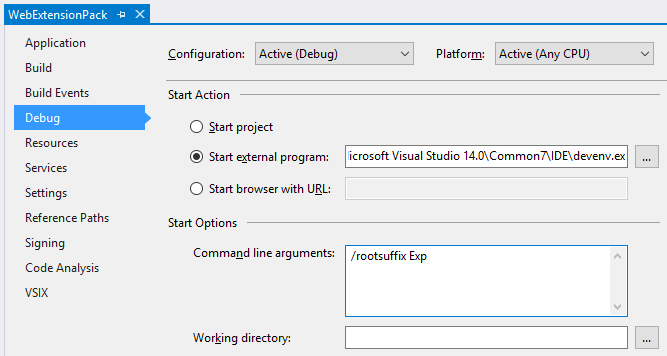 WebExtensionPack
Application
Build
Build Events
Debug
Resources
Services
Settings
Reference Paths
Signing
Code Analysis
VSIX
Configuration: Active (Debug) Platform: Active (Any CPU)
Start Action
Start project
Start external program: icrosoft Visual Studio 14.0\Common7\IDE\devenv.ex ...
Start browser with URL:
Start Options
Command line arguments: /rootsuffix Exp
Working directory: ...